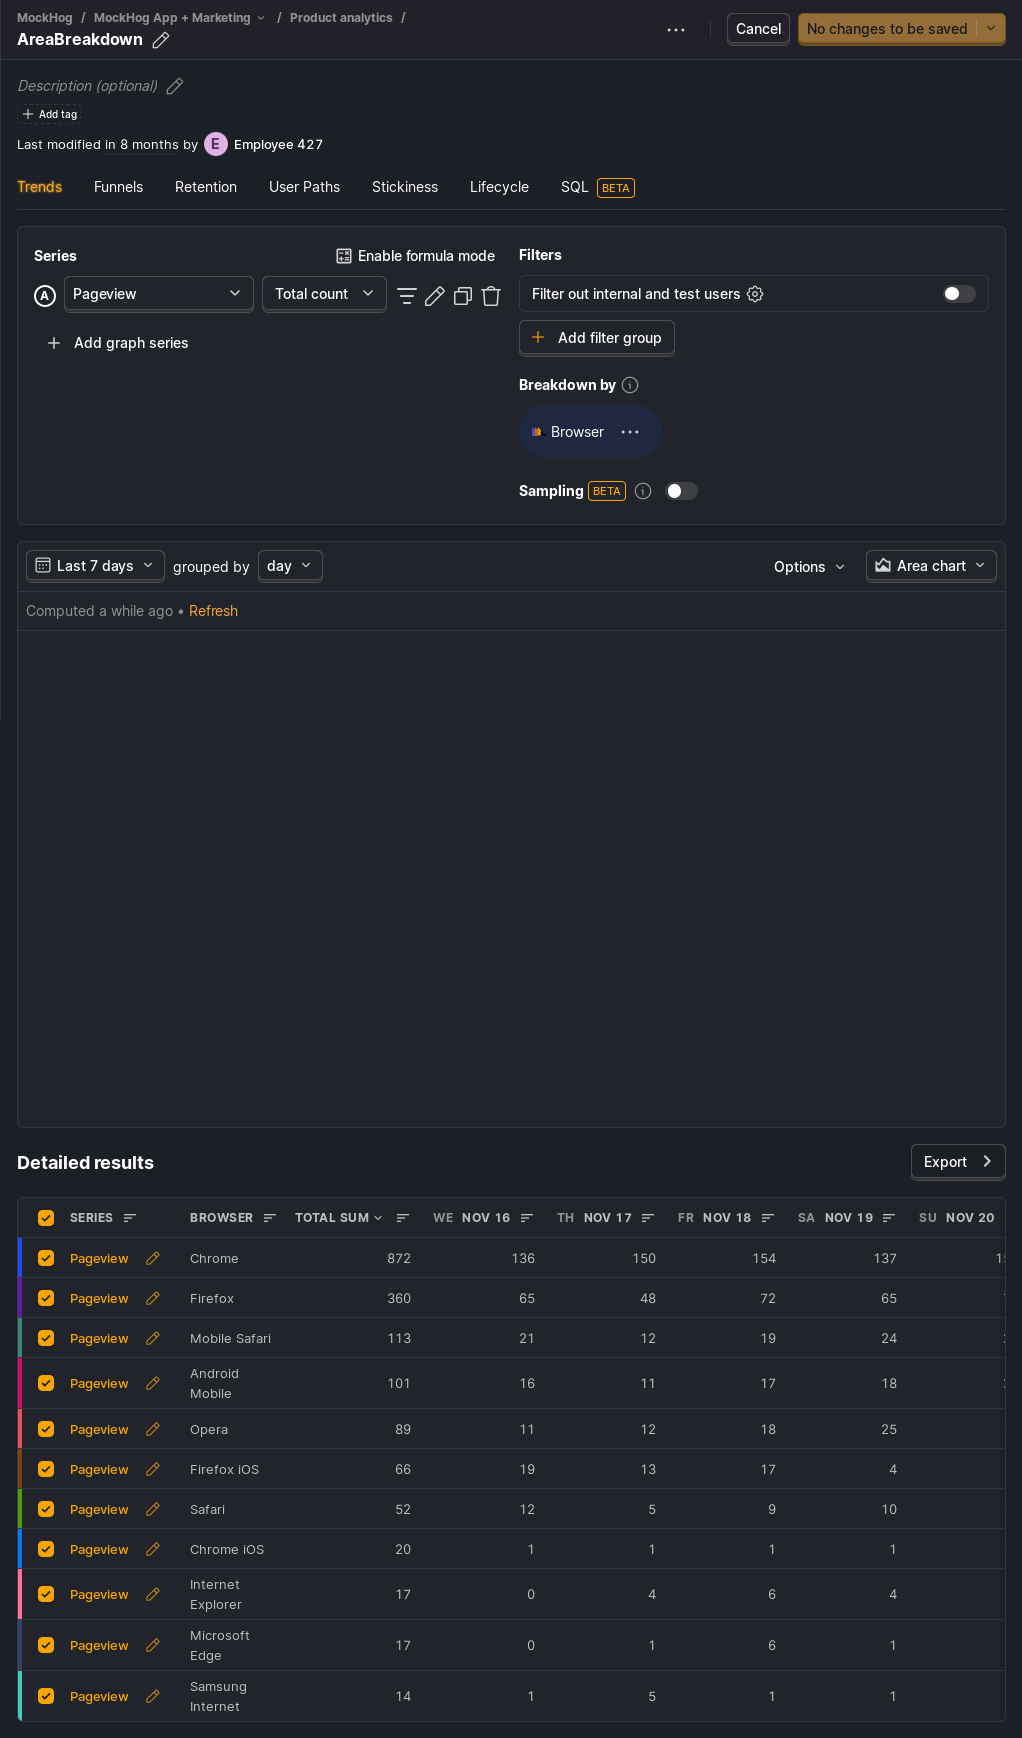 MockHog / MockHog App + Marketing / Product analytics /
AreaBreakdown
Cancel
No changes to be saved
Description (optional)
Add tag
Last modified in 8 months by E Employee 427
Trends Funnels Retention User Paths Stickiness Lifecycle SQL BETA
Series
Enable formula mode
A Pageview Total count
Add graph series
Filters
Filter out internal and test users
Add filter group
Breakdown by
Browser
Sampling BETA
Last 7 days grouped by day
Options Area chart
Computed a while ago • Refresh
Detailed results
Export
SERIES BROWSER TOTAL SUM WE NOV 16 TH NOV 17 FR NOV 18 SA NOV 19 SU NOV 20
Pageview Chrome 872 136 150 154 137
Pageview Firefox 360 65 48 72 65
Pageview Mobile Safari 113 21 12 19 24
Pageview Android Mobile 101 16 11 17 18
Pageview Opera 89 11 12 18 25
Pageview Firefox iOS 66 19 13 17 4
Pageview Safari 52 12 5 9 10
Pageview Chrome iOS 20 1 1 1 1
Pageview Internet Explorer 17 0 4 6 4
Pageview Microsoft Edge 17 0 1 6 1
Pageview Samsung Internet 14 1 5 1 1